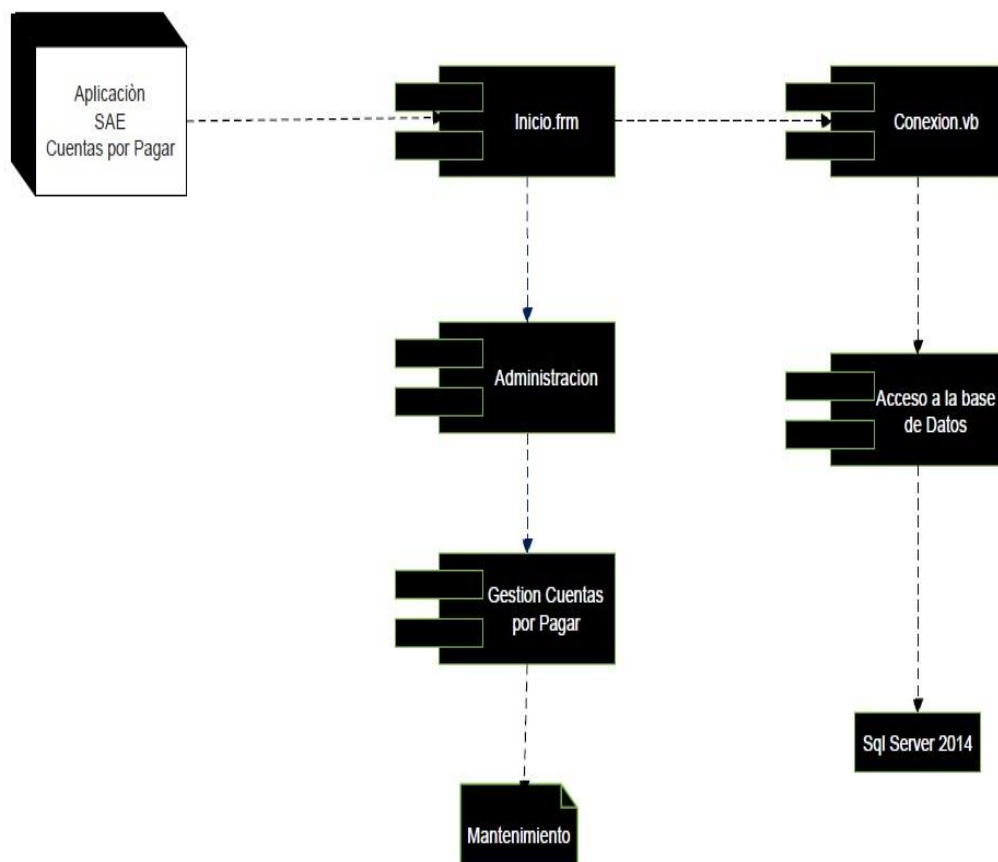 Aplicaciòn
SAE
Cuentas por Pagar
Inicio.frm
Conexion.vb
Administracion
Acceso a la base
de Datos
Gestion Cuentas
por Pagar
Sql Server 2014
Mantenimiento